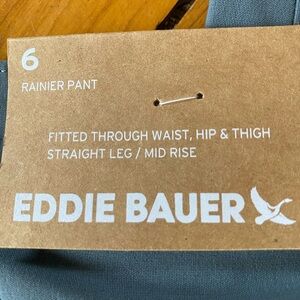 6
RAINIER PANT
FITTED THROUGH WAIST, HIP & THIGH
STRAIGHT LEG / MID RISE
EDDIE BAUER